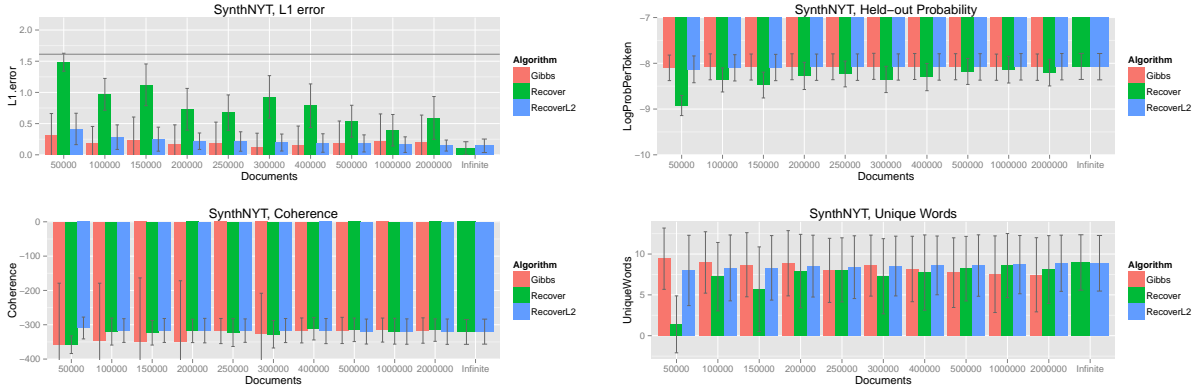 SynthNYT, L1 error
2.0
1.5
1.0
0.5
0.0
L1.error
50000 100000 150000 200000 250000 300000 400000 500000 1000000 2000000 Infinite
Documents
Algorithm
Gibbs
Recover
RecoverL2
SynthNYT, Held-out Probability
−7
−8
−9
−10
LogProbPerToken
50000 100000 150000 200000 250000 300000 400000 500000 1000000 2000000 Infinite
Documents
Algorithm
Gibbs
Recover
RecoverL2
SynthNYT, Coherence
0
−100
−200
−300
−400
Coherence
50000 100000 150000 200000 250000 300000 400000 500000 1000000 2000000 Infinite
Documents
Algorithm
Gibbs
Recover
RecoverL2
SynthNYT, Unique Words
10
5
0
UniqueWords
50000 100000 150000 200000 250000 300000 400000 500000 1000000 2000000 Infinite
Documents
Algorithm
Gibbs
Recover
RecoverL2